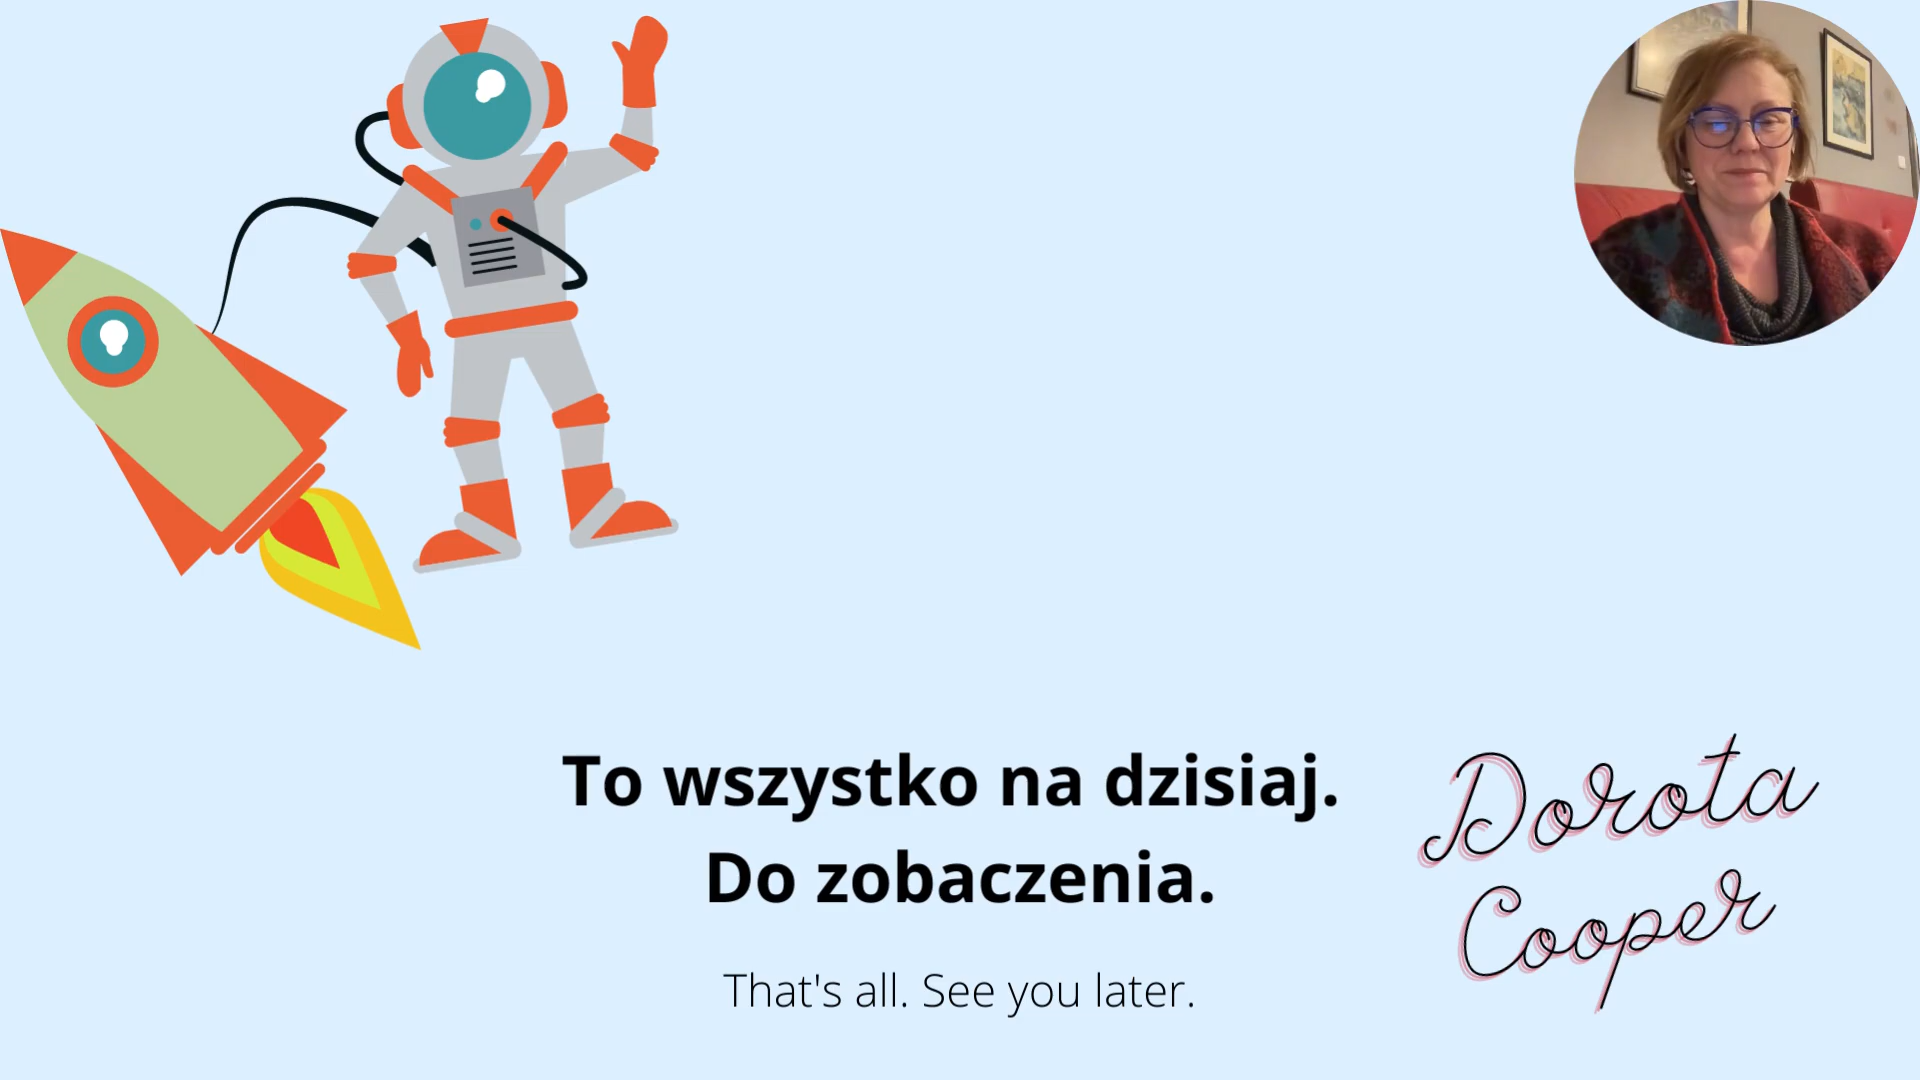 To wszystko na dzisiaj.
Do zobaczenia.
That's all. See you later.
Dorota
Cooper